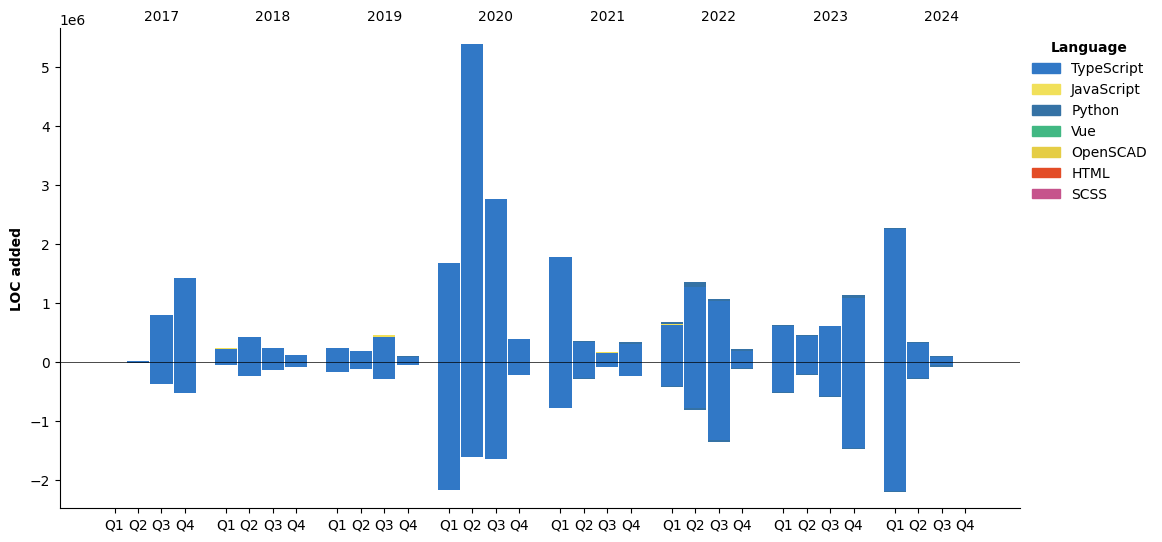 2017 2018 2019 2020 2021 2022 2023 2024
1e6
Language
TypeScript
JavaScript
Python
Vue
OpenSCAD
HTML
SCSS
LOC added
5
4
3
2
1
0
−1
−2
Q1 Q2 Q3 Q4 Q1 Q2 Q3 Q4 Q1 Q2 Q3 Q4 Q1 Q2 Q3 Q4 Q1 Q2 Q3 Q4 Q1 Q2 Q3 Q4 Q1 Q2 Q3 Q4 Q1 Q2 Q3 Q4